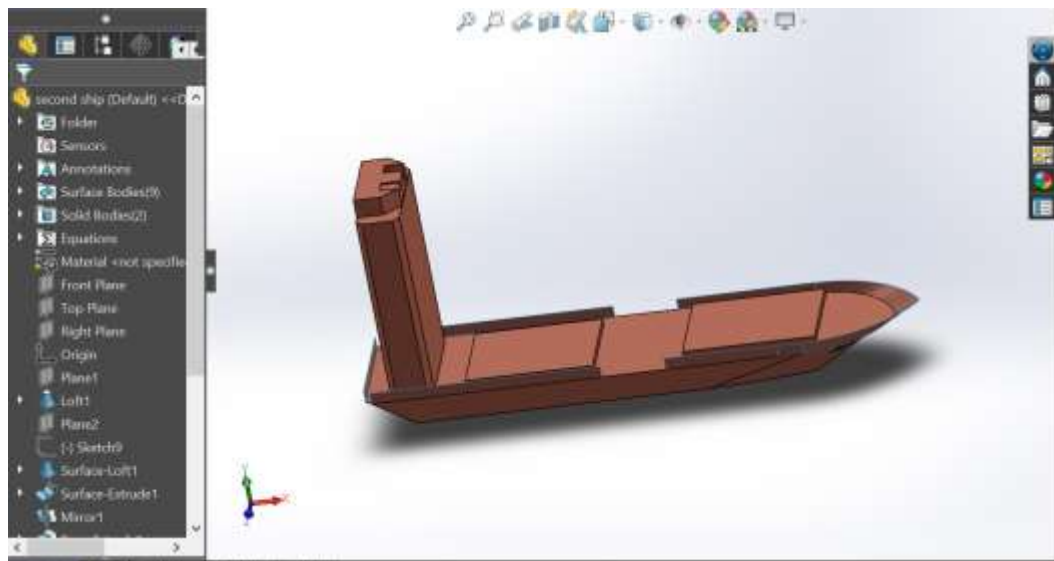 second ship (Default) <<D
Folder
Sensors
Annotations
Surface Bodies(9)
Solid Bodies(2)
Equations
Material <not specifie
Front Plane
Top Plane
Right Plane
Origin
Plane1
Loft1
Plane2
(-) Sketch9
Surface-Loft1
Surface-Extrude1
Mirror1